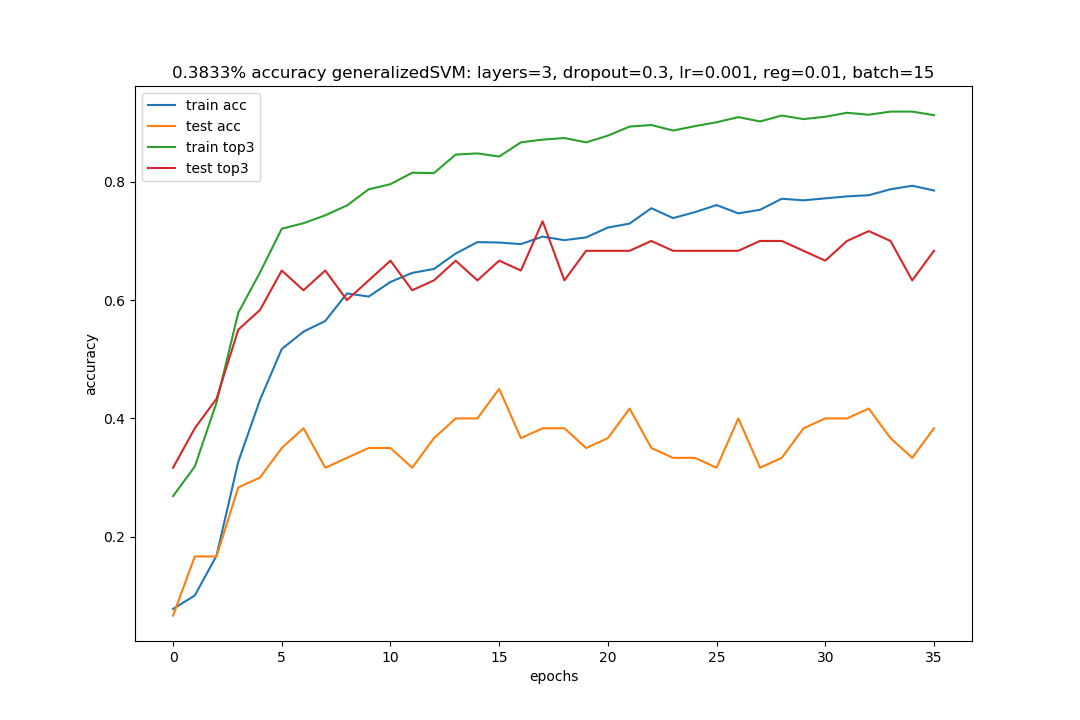 0.3833% accuracy generalizedSVM: layers=3, dropout=0.3, lr=0.001, reg=0.01, batch=15
train acc
test acc
train top3
test top3
0.8
0.6
0.4
0.2
accuracy
0 5 10 15 20 25 30 35
epochs